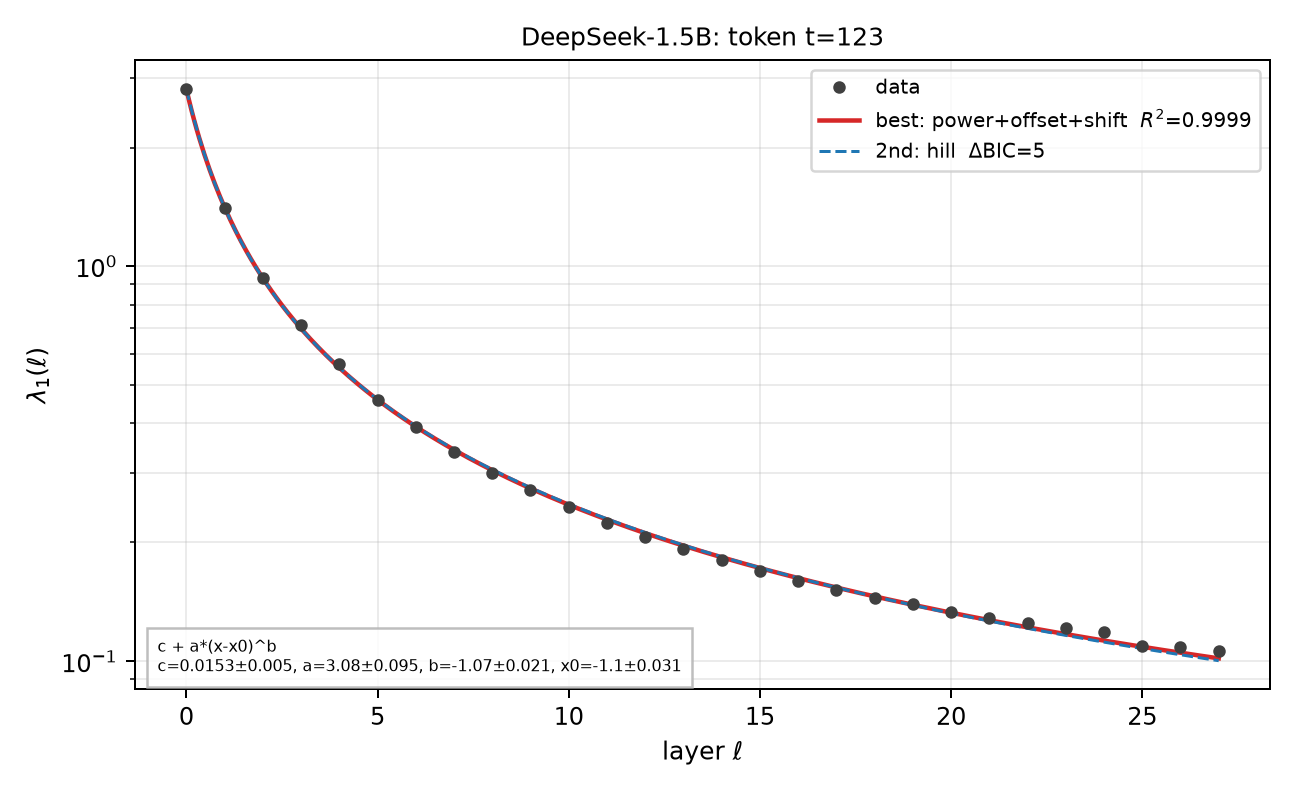 DeepSeek-1.5B: token t=123
data
best: power+offset+shift R²=0.9999
2nd: hill ΔBIC=5
λ₁(ℓ)
10⁰
10⁻¹
c + a*(x-x0)^b
c=0.0153±0.005, a=3.08±0.095, b=-1.07±0.021, x0=-1.1±0.031
0 5 10 15 20 25
layer ℓ